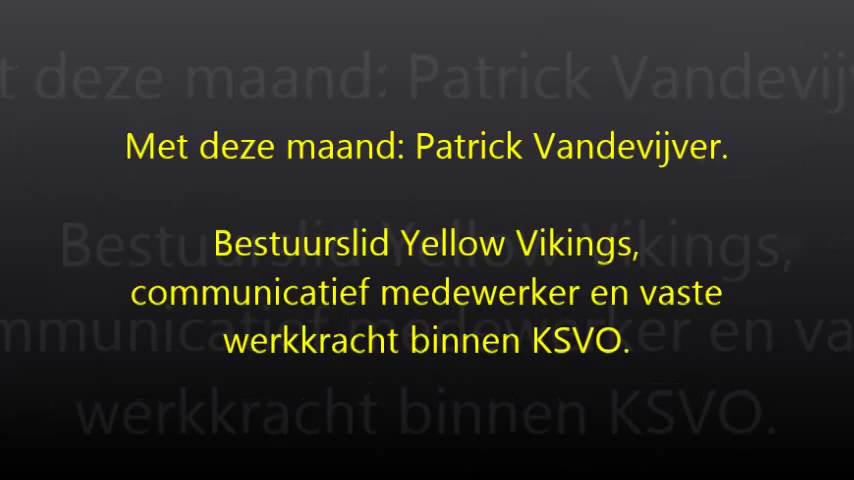 Met deze maand: Patrick Vandevijver.
Bestuurslid Yellow Vikings,
communicatief medewerker en vaste
werkkracht binnen KSVO.